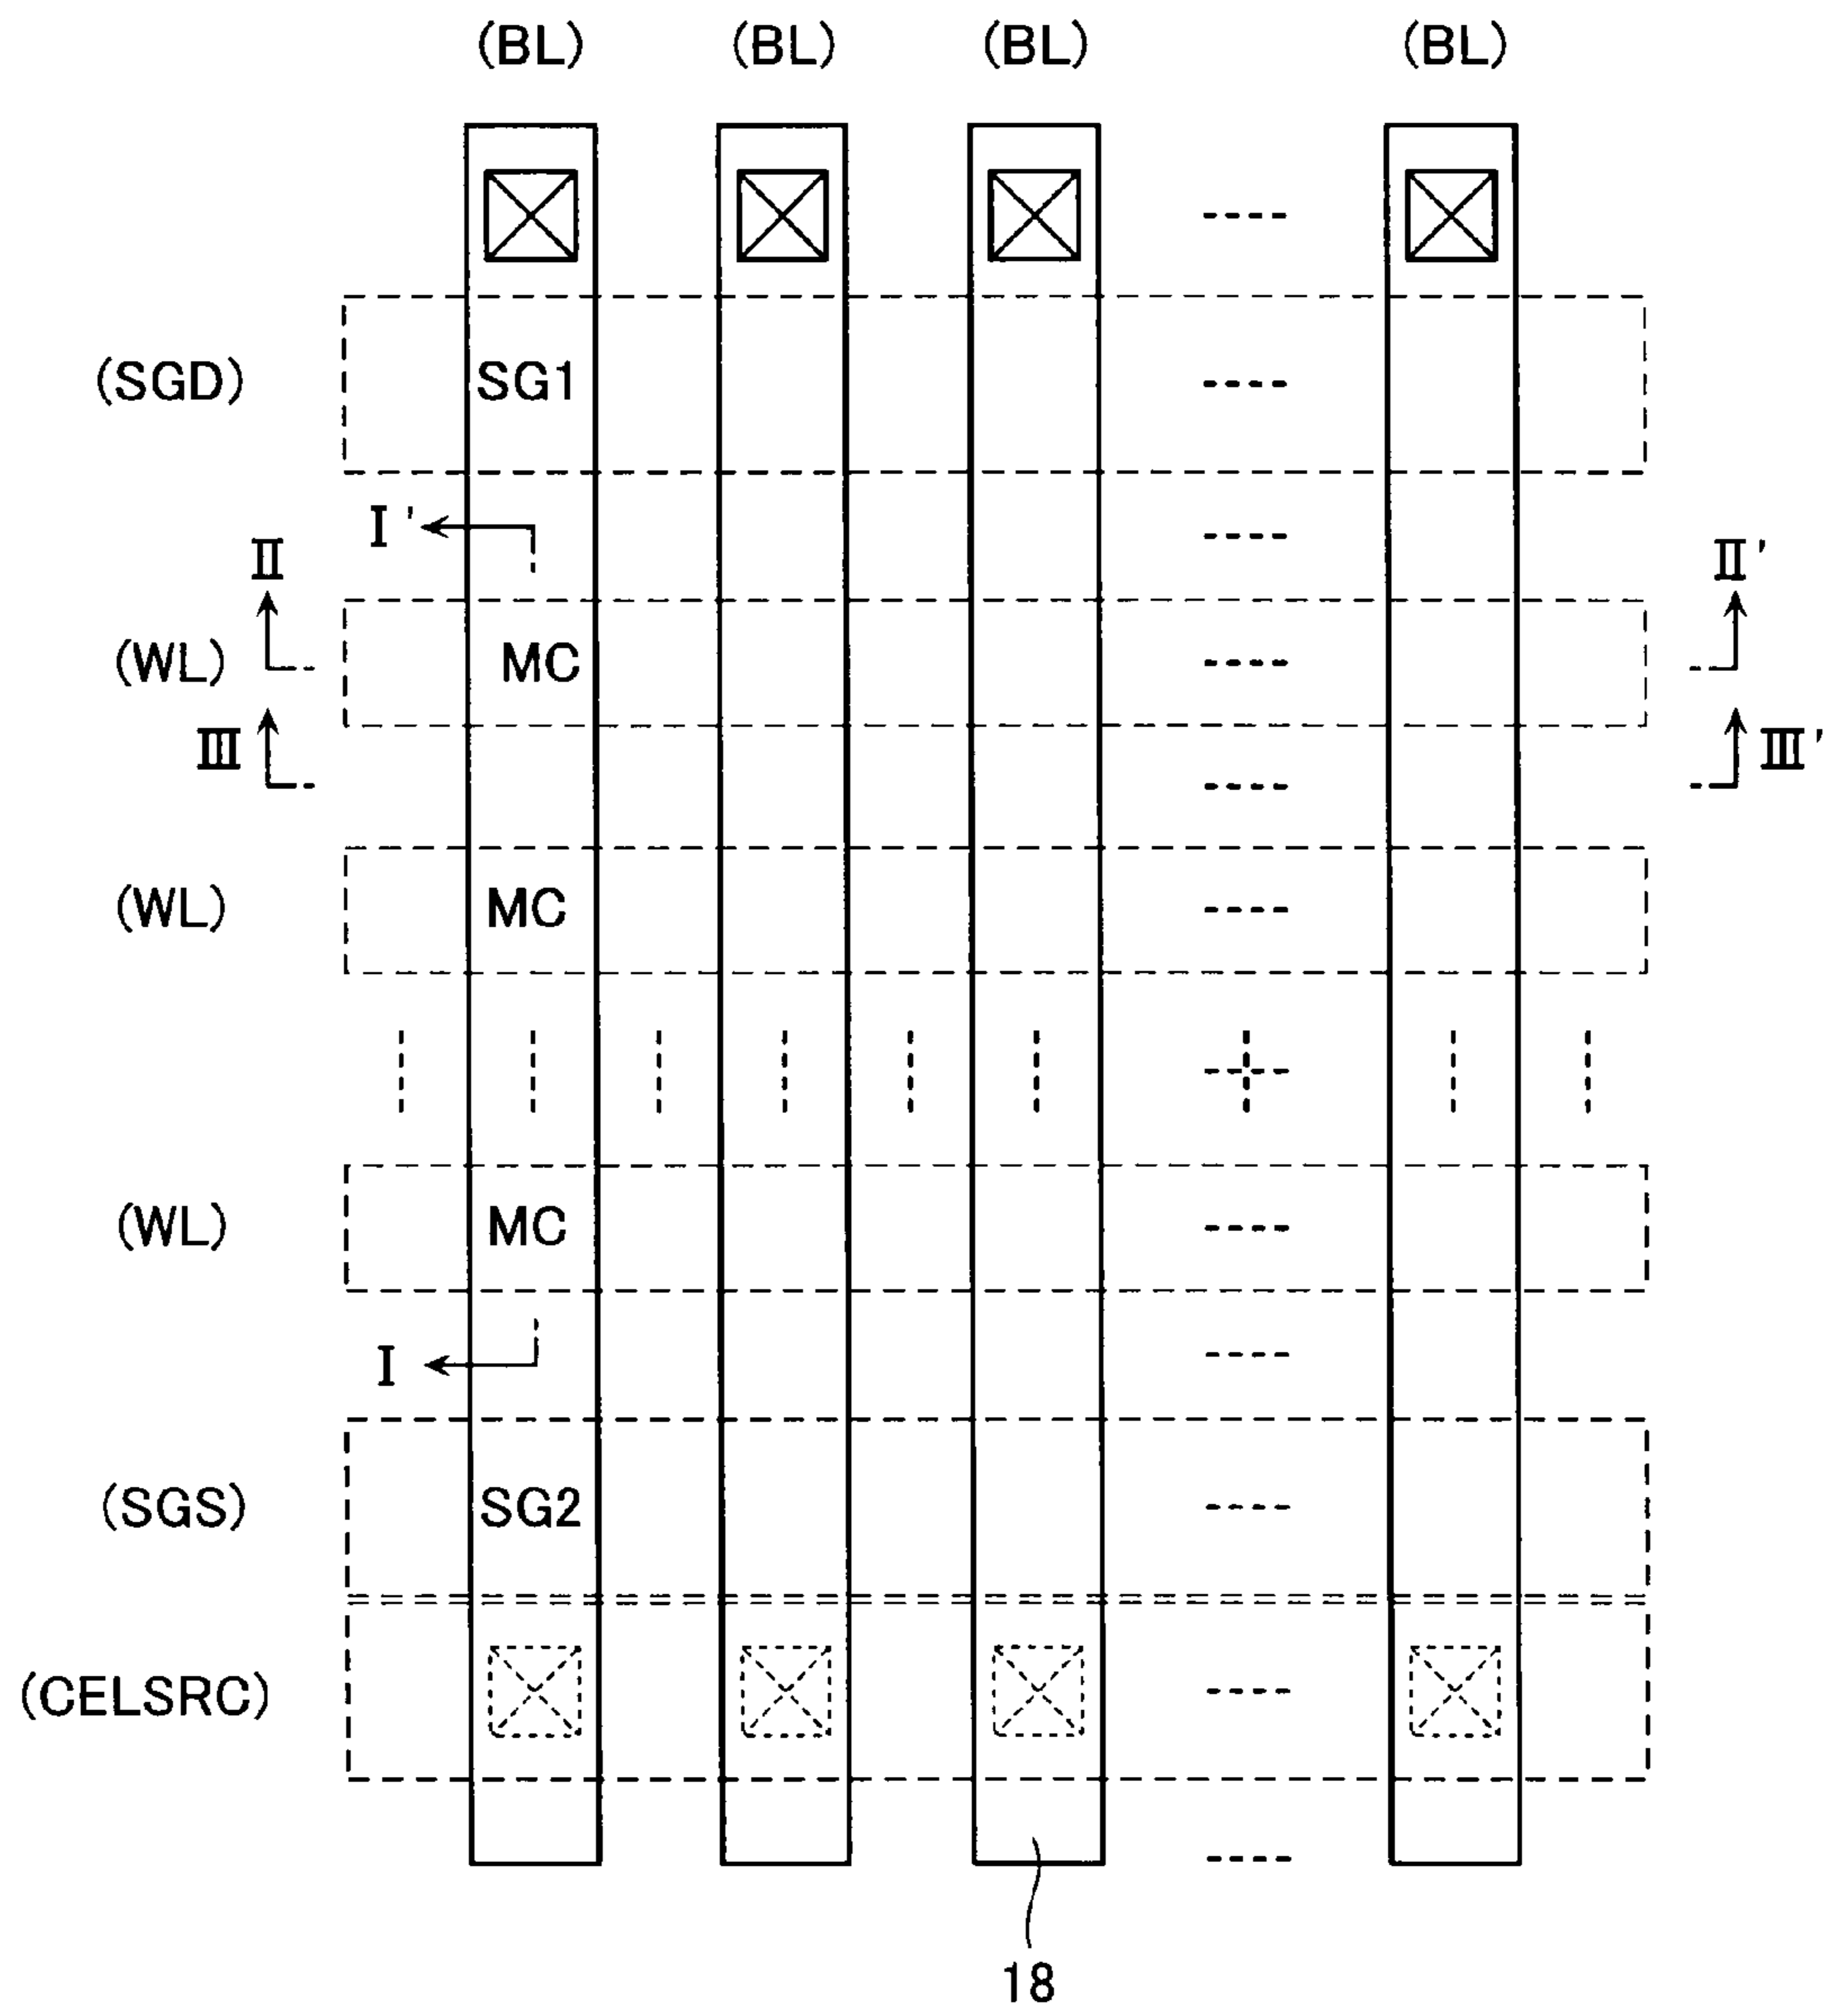 (BL) (BL) (BL) (BL)
(SGD) SG1
I'
II II'
(WL) MC
III III'
(WL) MC
(WL) MC
I
(SGS) SG2
(CELSRC)
18